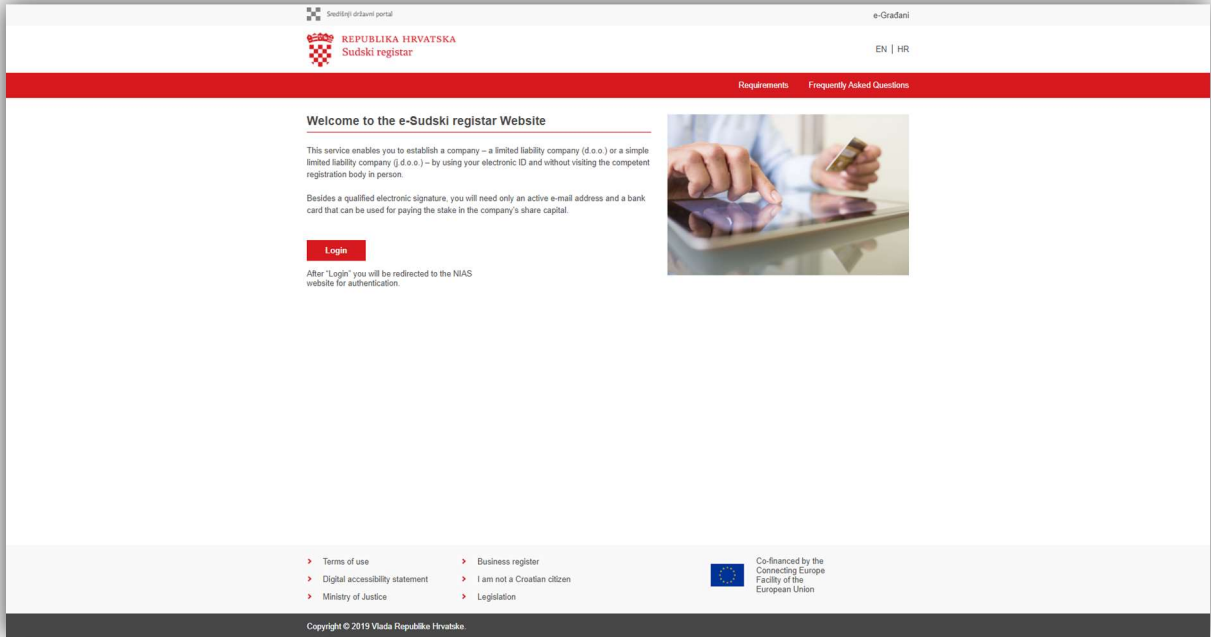 Središnji državni portal
e-Građani
REPUBLIKA HRVATSKA
Sudski registar
EN | HR
Requirements
Frequently Asked Questions
Welcome to the e-Sudski registar Website
This service enables you to establish a company – a limited liability company (d.o.o.) or a simple
limited liability company (j.d.o.o.) – by using your electronic ID and without visiting the competent
registration body in person.
Besides a qualified electronic signature, you will need only an active e-mail address and a bank
card that can be used for paying the stake in the company's share capital.
Login
After "Login" you will be redirected to the NIAS
website for authentication.
Terms of use
Digital accessibility statement
Ministry of Justice
Business register
I am not a Croatian citizen
Legislation
Co-financed by the
Connecting Europe
Facility of the
European Union
Copyright © 2019 Vlada Republike Hrvatske.